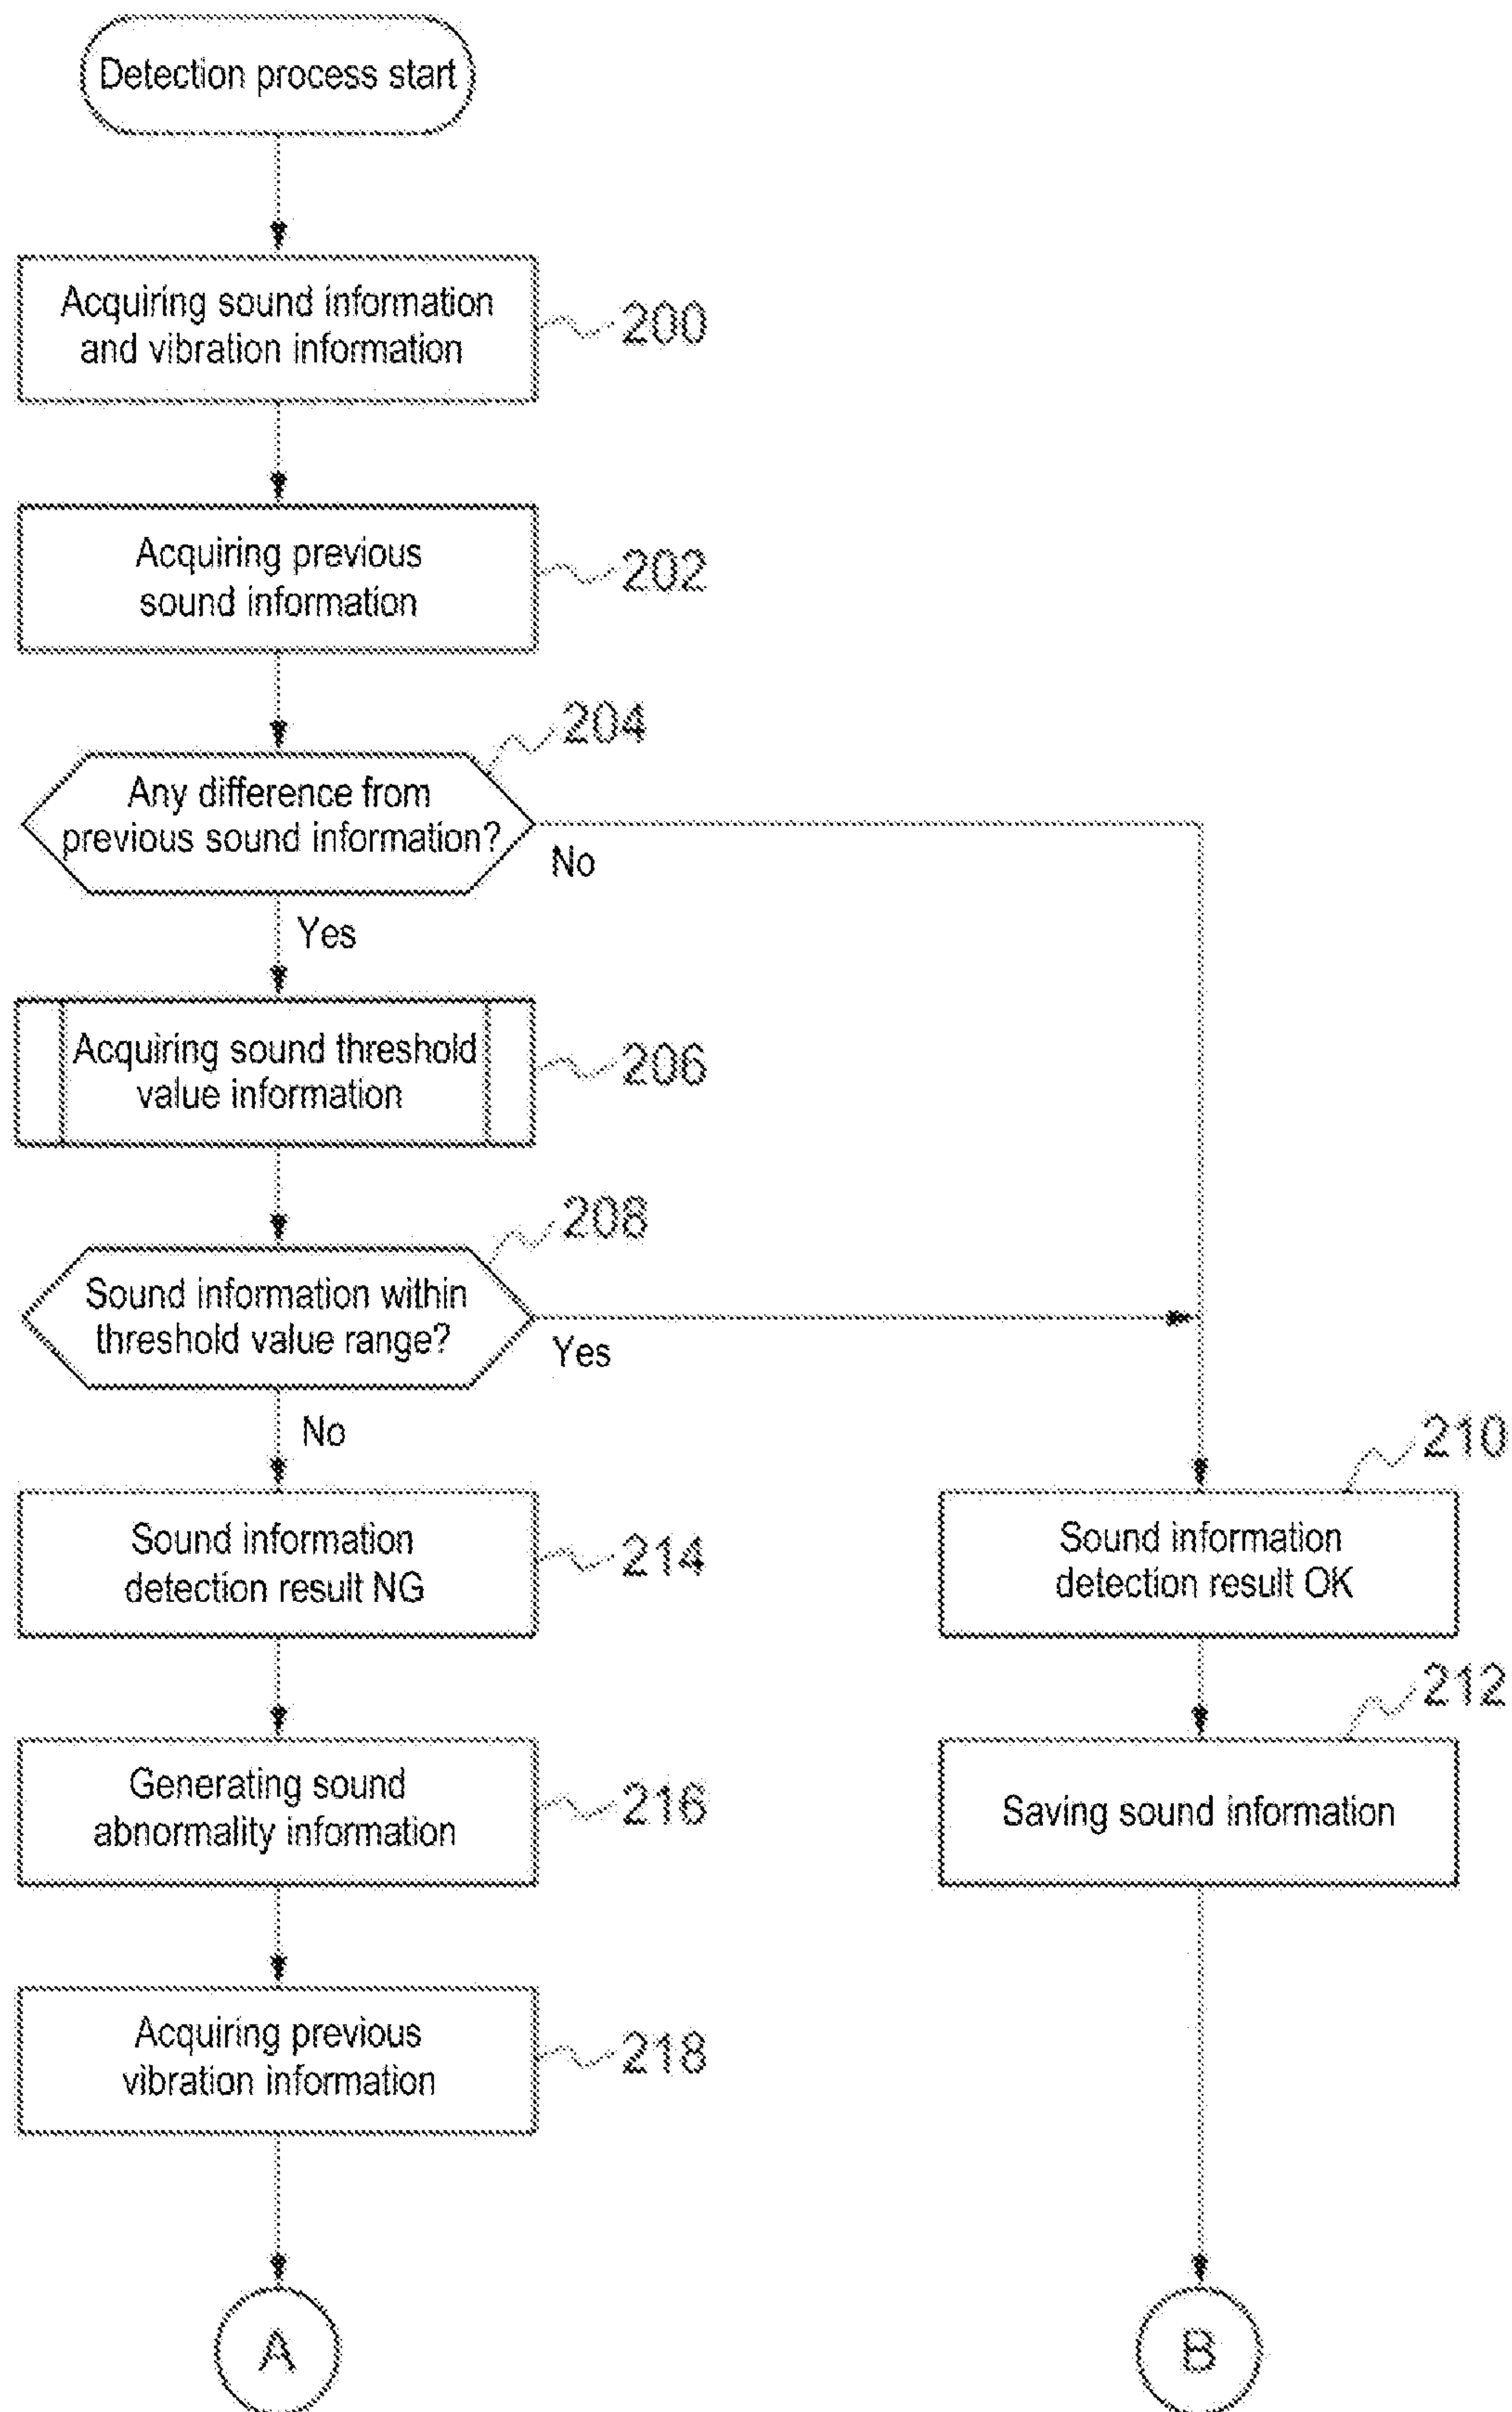 Detection process start
Acquiring sound information
and vibration information
200
Acquiring previous
sound information
202
204
Any difference from
previous sound information?
No
Yes
Acquiring sound threshold
value information
206
208
Sound information within
threshold value range?
Yes
No
210
Sound information
detection result NG
214
Sound information
detection result OK
212
Generating sound
abnormality information
216
Saving sound information
Acquiring previous
vibration information
218
A
B